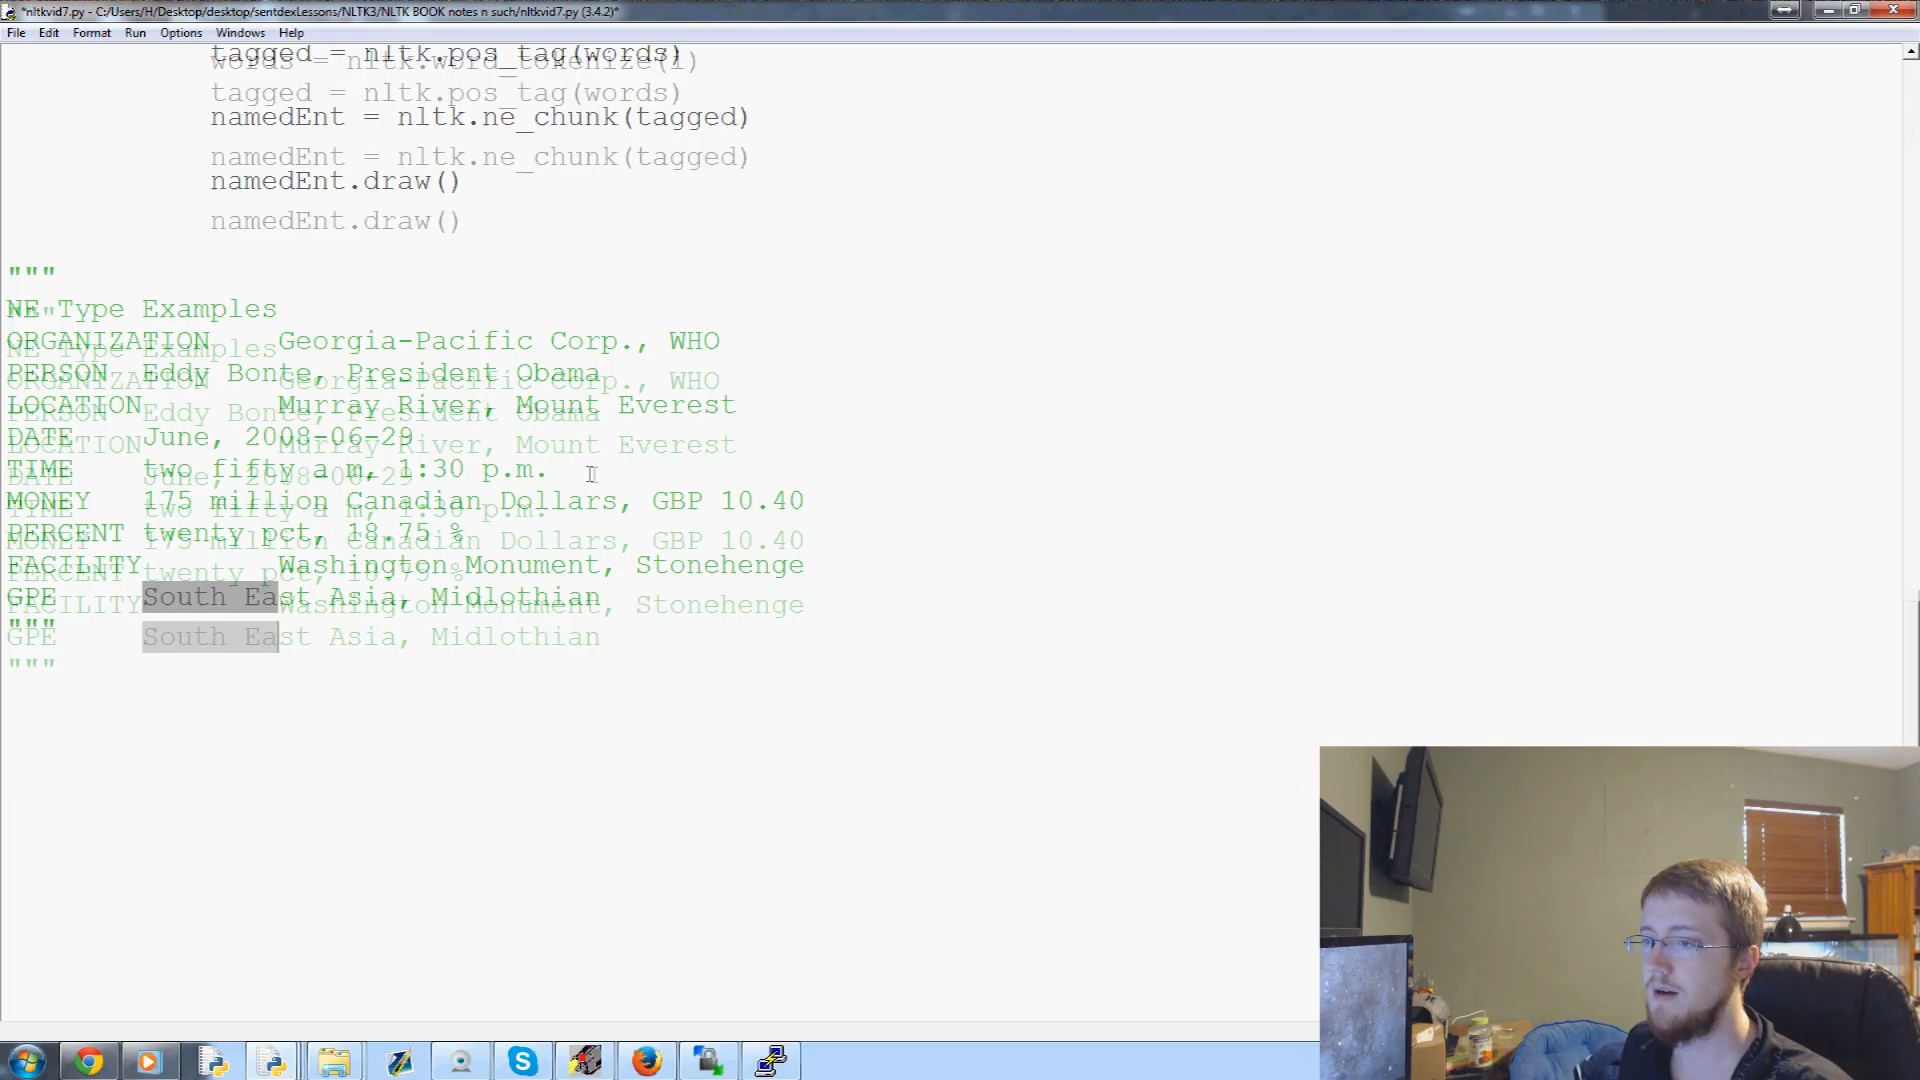 *nltkvid7.py - C:/Users/H/Desktop/desktop/sentdexLessons/NLTK3/NLTK BOOK notes n such/nltkvid7.py (3.4.2)*
File Edit Format Run Options Windows Help
tagged = nltk.pos_tag(words)
words = nltk.word_tokenize(i)
tagged = nltk.pos_tag(words)
namedEnt = nltk.ne_chunk(tagged)
namedEnt = nltk.ne_chunk(tagged)
namedEnt.draw()
namedEnt.draw()
"""
NE Type Examples
"""
ORGANIZATION Georgia-Pacific Corp., WHO
NE Type Examples
PERSON Eddy Bonte, President Obama
ORGANIZATION Georgia-Pacific Corp., WHO
LOCATION Murray River, Mount Everest
PERSON Eddy Bonte, President Obama
DATE June, 2008-06-29
LOCATION Murray River, Mount Everest
TIME two fifty a m, 1:30 p.m.
DATE June, 2008-06-29
MONEY 175 million Canadian Dollars, GBP 10.40
TIME two fifty a m, 1:30 p.m.
PERCENT twenty pct, 18.75 %
MONEY 175 million Canadian Dollars, GBP 10.40
FACILITY Washington Monument, Stonehenge
PERCENT twenty pct, 18.75 %
GPE South East Asia, Midlothian
FACILITY Washington Monument, Stonehenge
"""
GPE South East Asia, Midlothian
"""